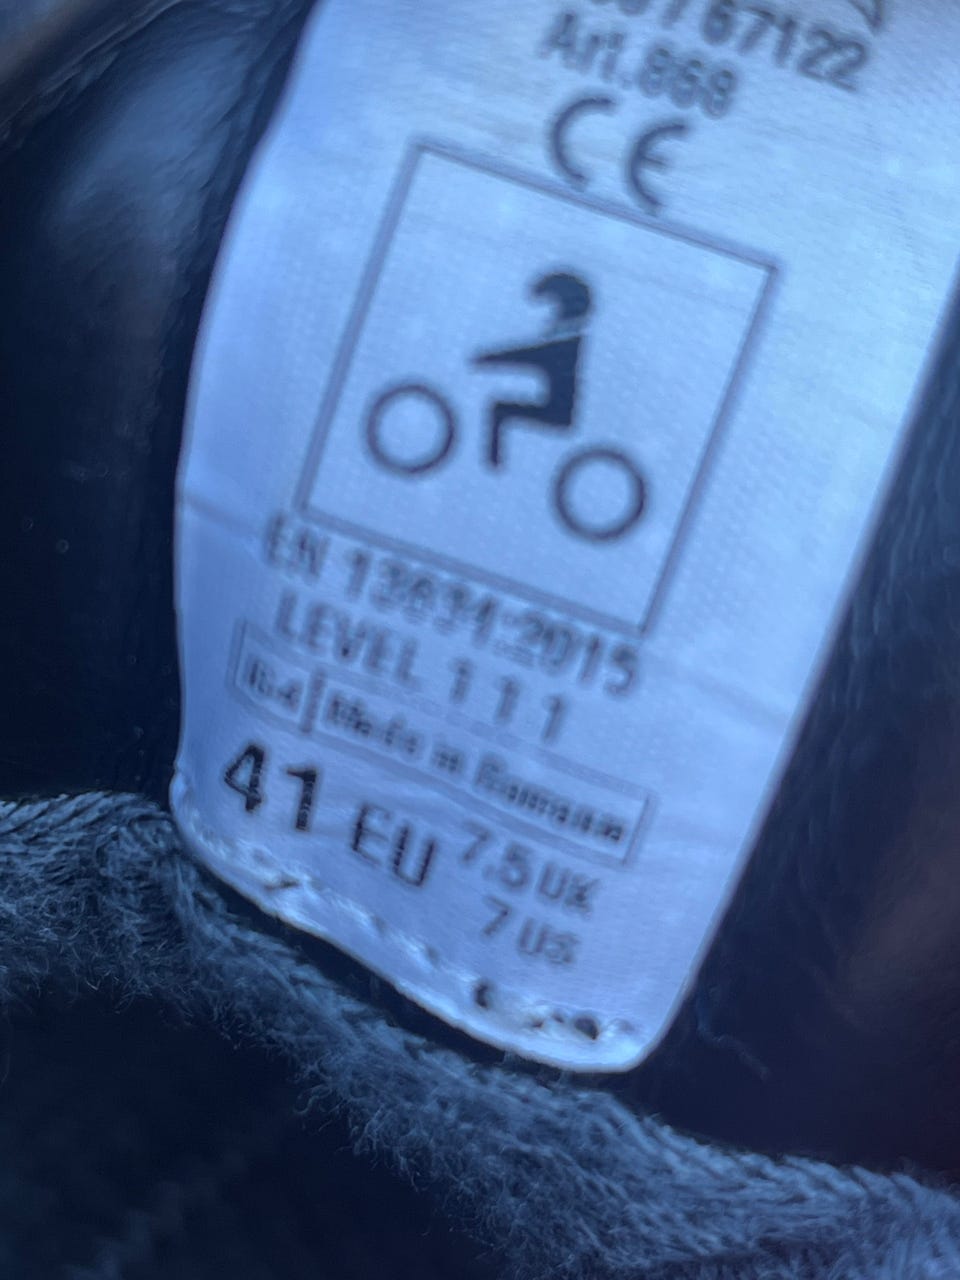 67122
Art.868
CE
EN 13634:2015
LEVEL 1 1 1
Made in Romania
41 EU 7.5 UK
7 US